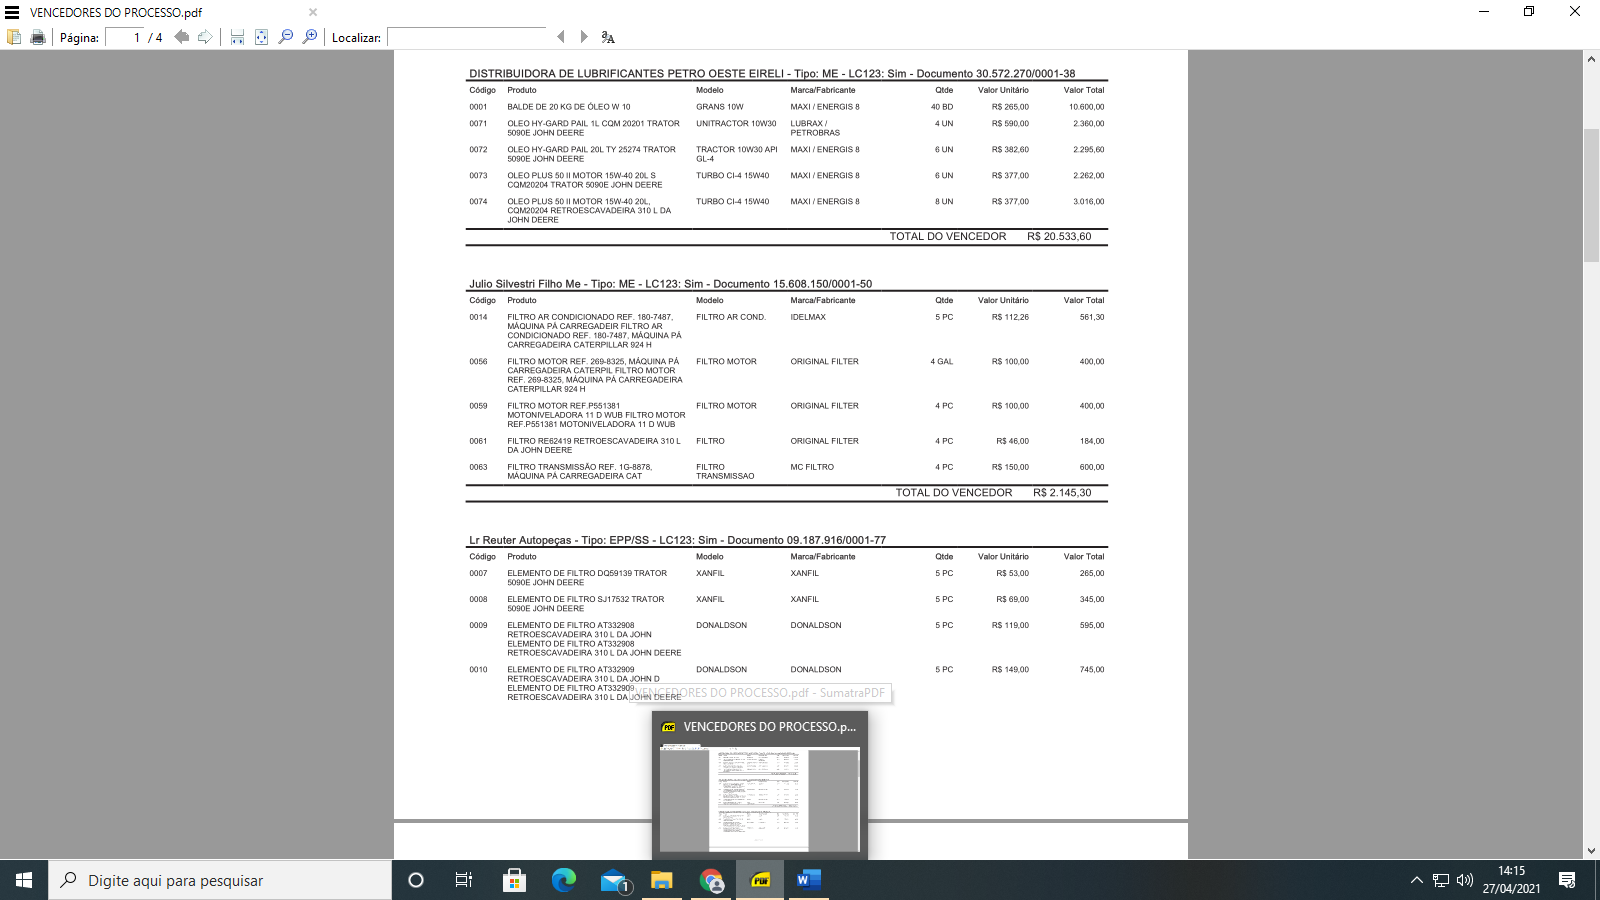 VENCEDORES DO PROCESSO.pdf
Página: 1 / 4 Localizar:
DISTRIBUIDORA DE LUBRIFICANTES PETRO OESTE EIRELI - Tipo: ME - LC123: Sim - Documento 30.572.270/0001-38
Código Produto Modelo Marca/Fabricante Qtde Valor Unitário Valor Total
0001 BALDE DE 20 KG DE ÓLEO W 10 GRANS 10W MAXI / ENERGIS 8 40 BD R$ 265,00 10.600,00
0071 OLEO HY-GARD PAIL 1L CQM 20201 TRATOR UNITRACTOR 10W30 LUBRAX / 4 UN R$ 590,00 2.360,00
5090E JOHN DEERE PETROBRAS
0072 OLEO HY-GARD PAIL 20L TY 25274 TRATOR TRACTOR 10W30 API MAXI / ENERGIS 8 6 UN R$ 382,60 2.295,60
5090E JOHN DEERE GL-4
0073 OLEO PLUS 50 II MOTOR 15W-40 20L S TURBO CI-4 15W40 MAXI / ENERGIS 8 6 UN R$ 377,00 2.262,00
CQM20204 TRATOR 5090E JOHN DEERE
0074 OLEO PLUS 50 II MOTOR 15W-40 20L, TURBO CI-4 15W40 MAXI / ENERGIS 8 8 UN R$ 377,00 3.016,00
CQM20204 RETROESCAVADEIRA 310 L DA
JOHN DEERE
TOTAL DO VENCEDOR R$ 20.533,60
Julio Silvestri Filho Me - Tipo: ME - LC123: Sim - Documento 15.608.150/0001-50
Código Produto Modelo Marca/Fabricante Qtde Valor Unitário Valor Total
0014 FILTRO AR CONDICIONADO REF. 180-7487, FILTRO AR COND. IDELMAX 5 PC R$ 112,26 561,30
MÁQUINA PÁ CARREGADEIR FILTRO AR
CONDICIONADO REF. 180-7487, MÁQUINA PÁ
CARREGADEIRA CATERPILLAR 924 H
0056 FILTRO MOTOR REF. 269-8325, MÁQUINA PÁ FILTRO MOTOR ORIGINAL FILTER 4 GAL R$ 100,00 400,00
CARREGADEIRA CATERPIL FILTRO MOTOR
REF. 269-8325, MÁQUINA PÁ CARREGADEIRA
CATERPILLAR 924 H
0059 FILTRO MOTOR REF.P551381 FILTRO MOTOR ORIGINAL FILTER 4 PC R$ 100,00 400,00
MOTONIVELADORA 11 D WUB FILTRO MOTOR
REF.P551381 MOTONIVELADORA 11 D WUB
0061 FILTRO RE62419 RETROESCAVADEIRA 310 L FILTRO ORIGINAL FILTER 4 PC R$ 46,00 184,00
DA JOHN DEERE
0063 FILTRO TRANSMISSÃO REF. 1G-8878, FILTRO MC FILTRO 4 PC R$ 150,00 600,00
MÁQUINA PÁ CARREGADEIRA CAT TRANSMISSAO
TOTAL DO VENCEDOR R$ 2.145,30
Lr Reuter Autopeças - Tipo: EPP/SS - LC123: Sim - Documento 09.187.916/0001-77
Código Produto Modelo Marca/Fabricante Qtde Valor Unitário Valor Total
0007 ELEMENTO DE FILTRO DQ59139 TRATOR XANFIL XANFIL 5 PC R$ 53,00 265,00
5090E JOHN DEERE
0008 ELEMENTO DE FILTRO SJ17532 TRATOR XANFIL XANFIL 5 PC R$ 69,00 345,00
5090E JOHN DEERE
0009 ELEMENTO DE FILTRO AT332908 DONALDSON DONALDSON 5 PC R$ 119,00 595,00
RETROESCAVADEIRA 310 L DA JOHN
ELEMENTO DE FILTRO AT332908
RETROESCAVADEIRA 310 L DA JOHN DEERE
0010 ELEMENTO DE FILTRO AT332909 DONALDSON DONALDSON 5 PC R$ 149,00 745,00
RETROESCAVADEIRA 310 L DA JOHN D
ELEMENTO DE FILTRO AT332909
RETROESCAVADEIRA 310 L DA JOHN DEERE
VENCEDORES DO PROCESSO.pdf - SumatraPDF
PDF VENCEDORES DO PROCESSO.p...
Digite aqui para pesquisar
1
PDF
W
14:15
27/04/2021